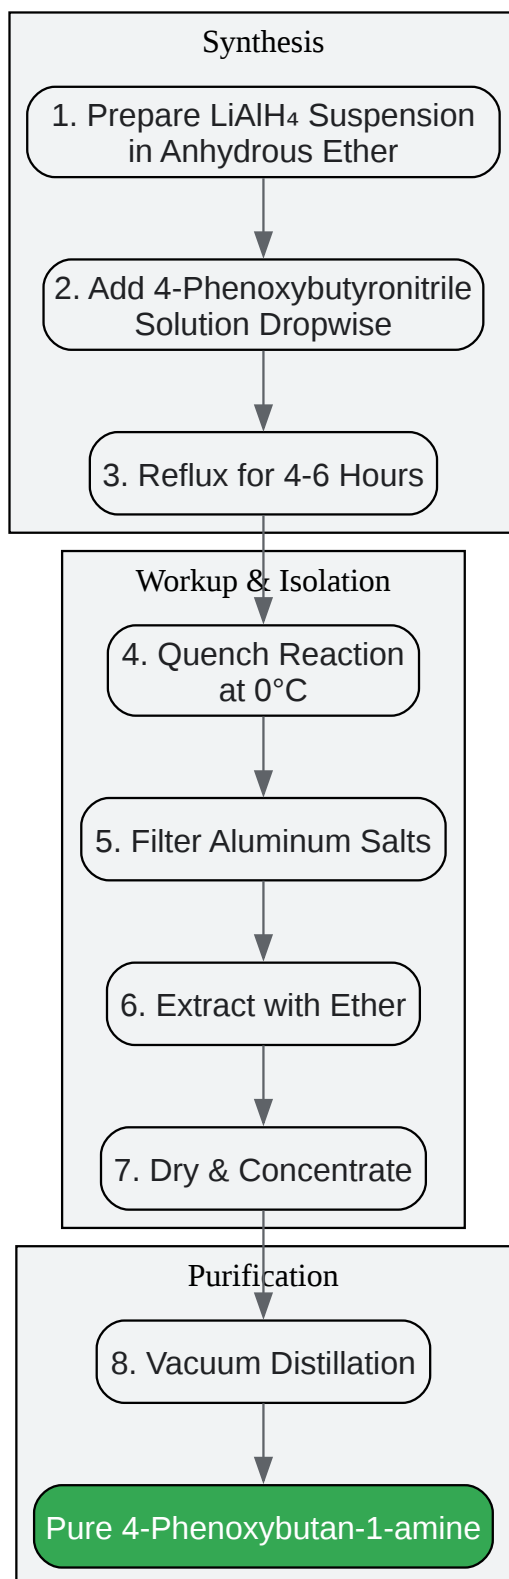 Synthesis
1. Prepare LiAlH₄ Suspension
in Anhydrous Ether
2. Add 4-Phenoxybutyronitrile
Solution Dropwise
3. Reflux for 4-6 Hours
Workup & Isolation
4. Quench Reaction
at 0°C
5. Filter Aluminum Salts
6. Extract with Ether
7. Dry & Concentrate
Purification
8. Vacuum Distillation
Pure 4-Phenoxybutan-1-amine